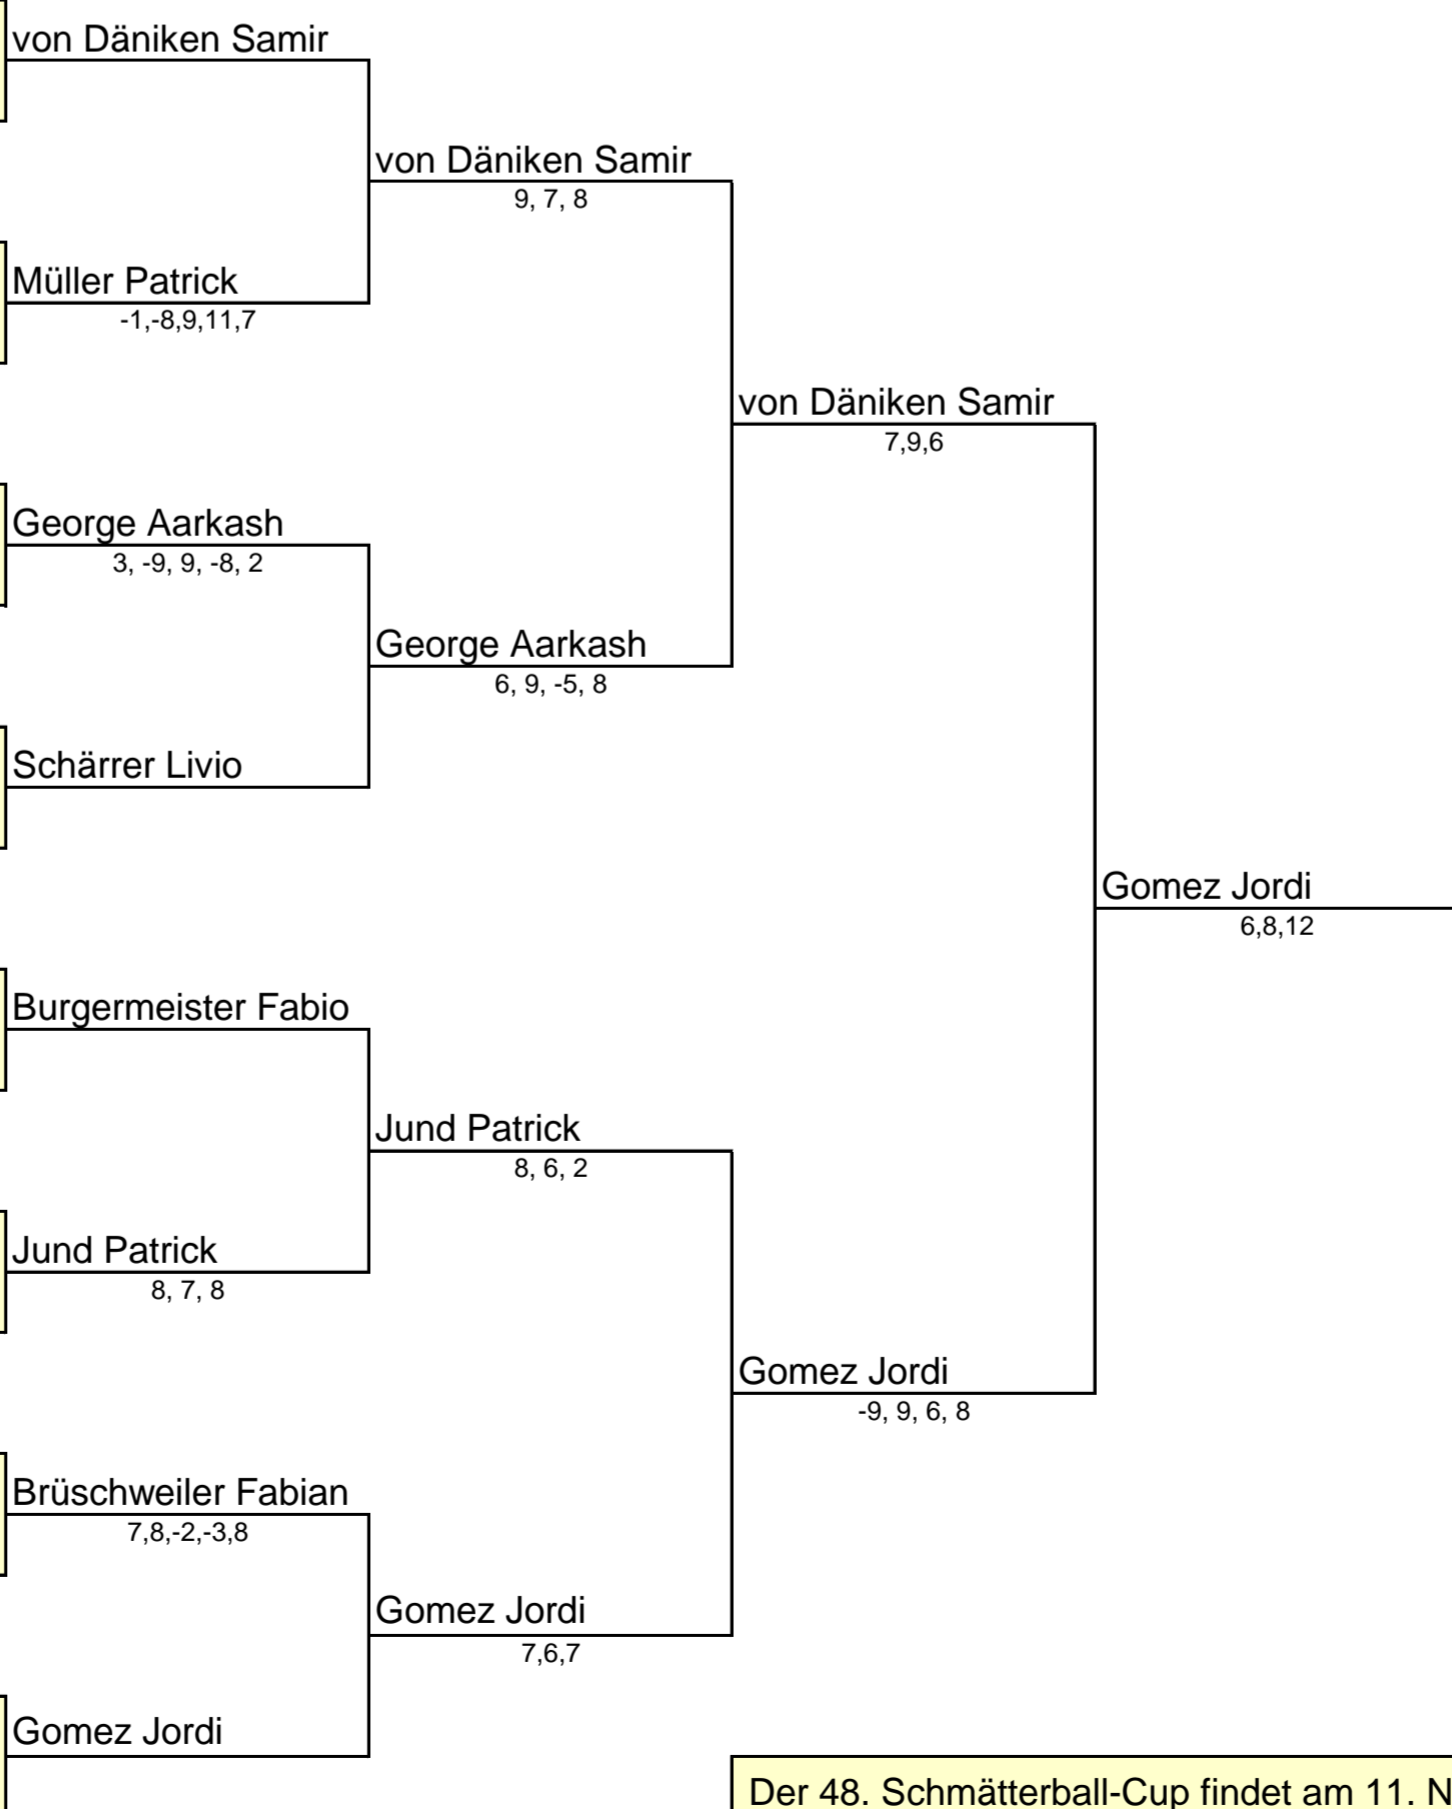 von Däniken Samir
von Däniken Samir
9, 7, 8
Müller Patrick
-1,-8,9,11,7
von Däniken Samir
7,9,6
George Aarkash
3, -9, 9, -8, 2
George Aarkash
6, 9, -5, 8
Schärrer Livio
Gomez Jordi
6,8,12
Burgermeister Fabio
Jund Patrick
8, 6, 2
Jund Patrick
8, 7, 8
Gomez Jordi
-9, 9, 6, 8
Brüschweiler Fabian
7,8,-2,-3,8
Gomez Jordi
7,6,7
Gomez Jordi
Der 48. Schmätterball-Cup findet am 11. N